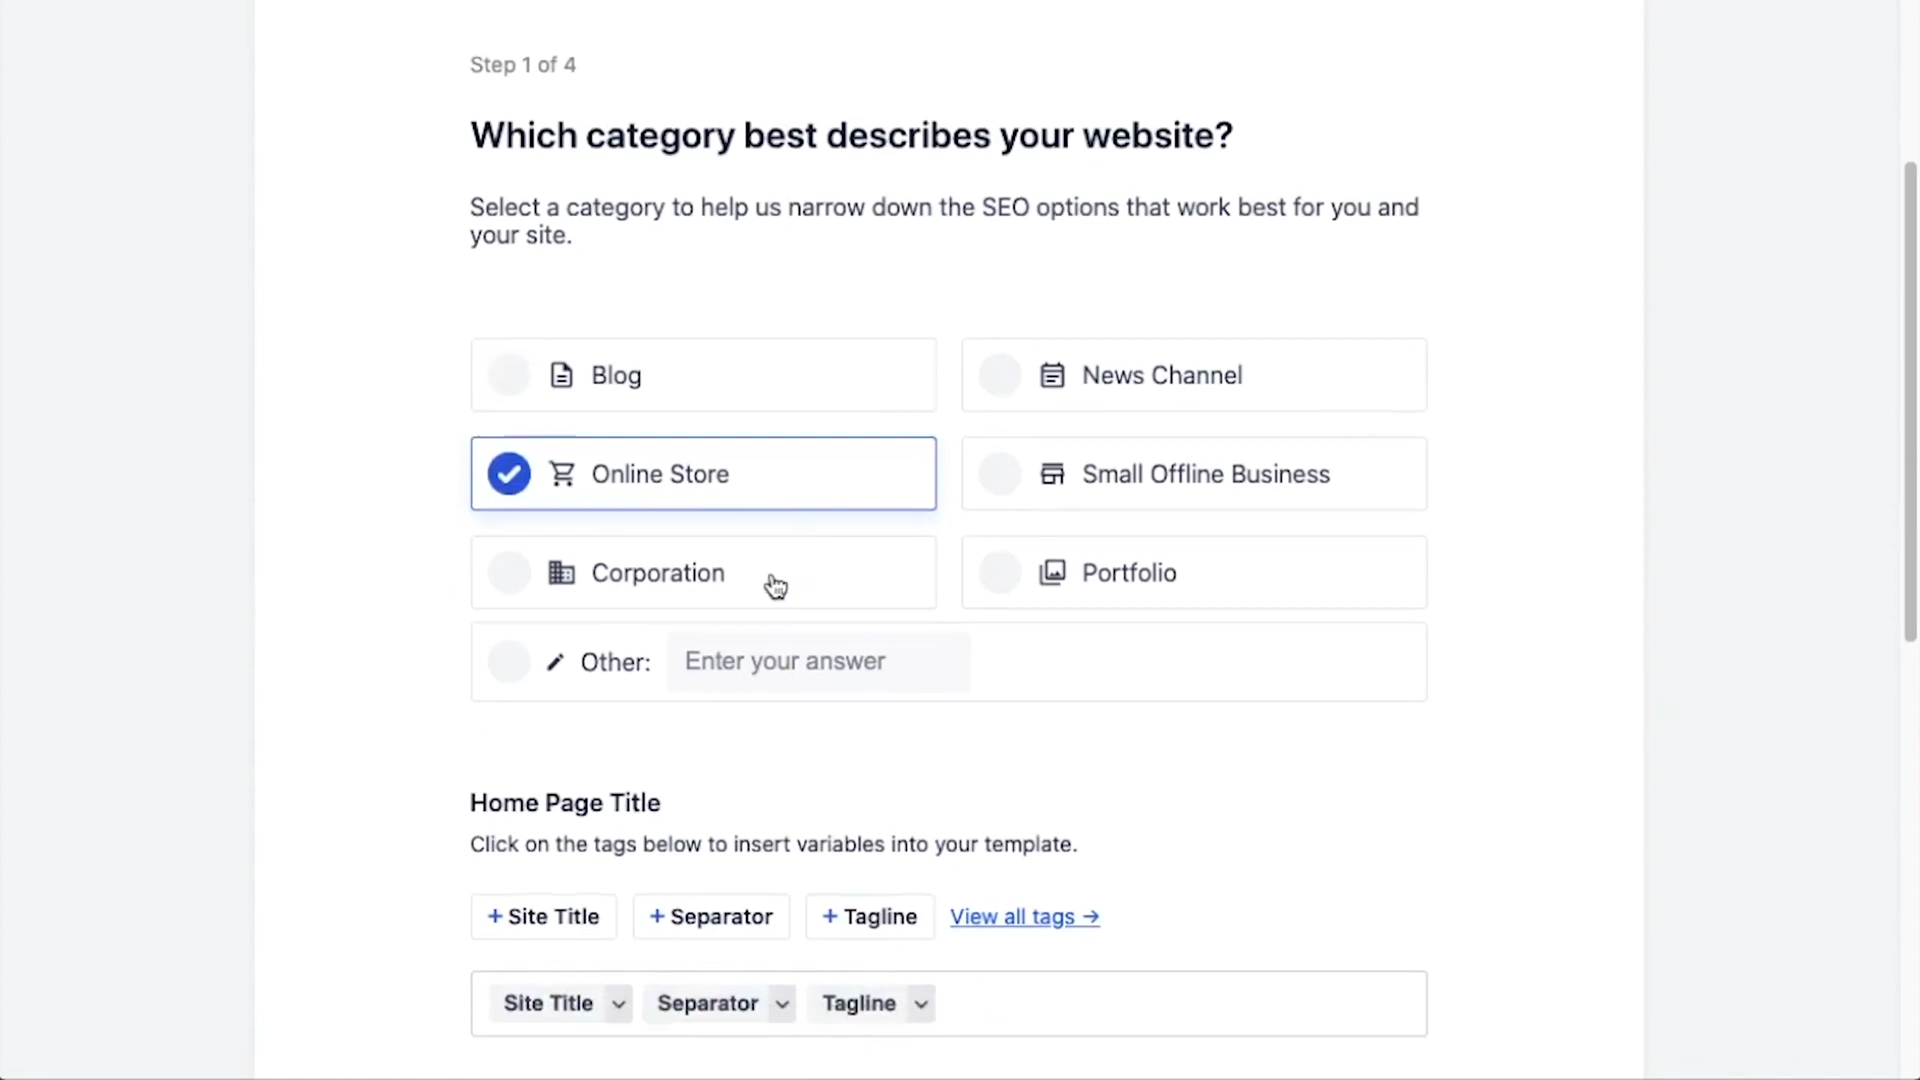 Step 1 of 4
Which category best describes your website?
Select a category to help us narrow down the SEO options that work best for you and
your site.
Blog
News Channel
Online Store
Small Offline Business
Corporation
Portfolio
Other: Enter your answer
Home Page Title
Click on the tags below to insert variables into your template.
+ Site Title + Separator + Tagline View all tags →
Site Title Separator Tagline